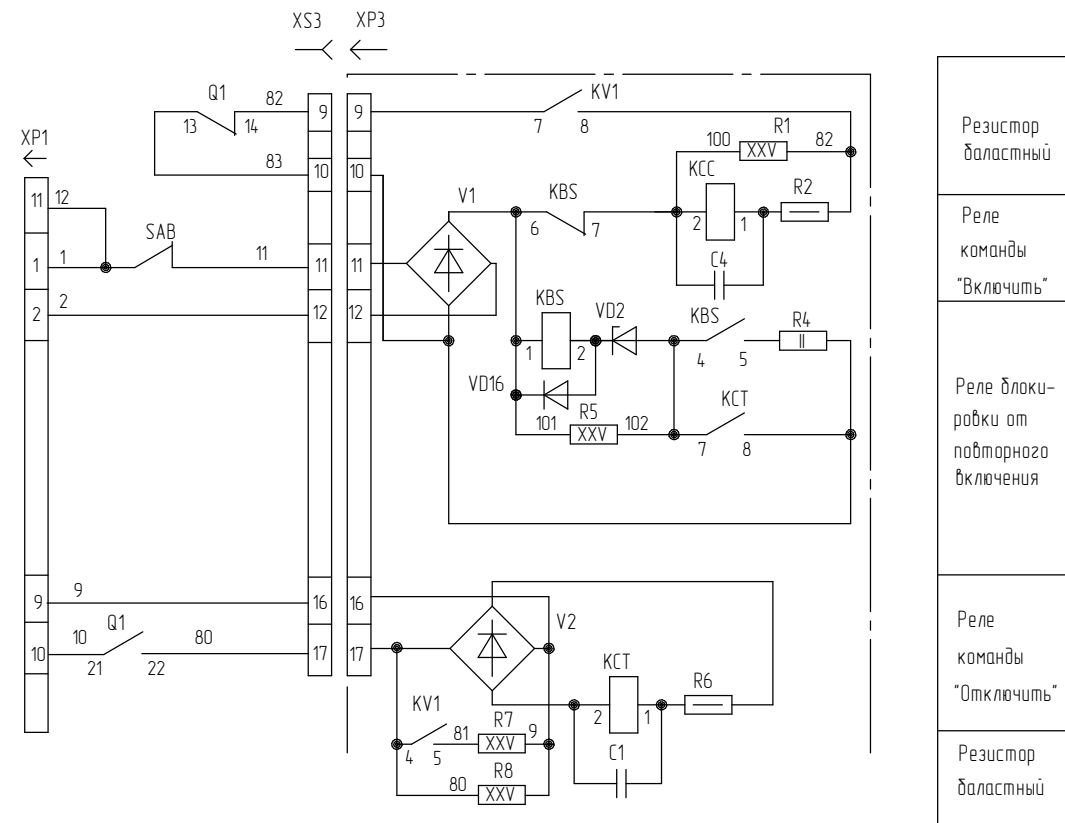 XS3 XP3
Q1 82 9 9 KV1
13 14 7 8
XP1 83 10 10 100 R1 82
XXV
KCC R2
11 12 V1 KBS
6 7 2 1
SAB
1 1 11 11 11 C4
2 2 12 12 KBS VD2 KBS R4
1 2 4 5
VD16 KCT
101 R5 102
XXV
7 8
9 9 16 16
10 10 Q1 80 17 17 V2
21 22
KCT R6
2 1
KV1 81 R7 9
XXV
4 5 C1
80 R8
XXV
Резистор
баластный
Реле
команды
"Включить"
Реле блоки-
ровки от
повторного
включения
Реле
команды
"Отключить"
Резистор
баластный